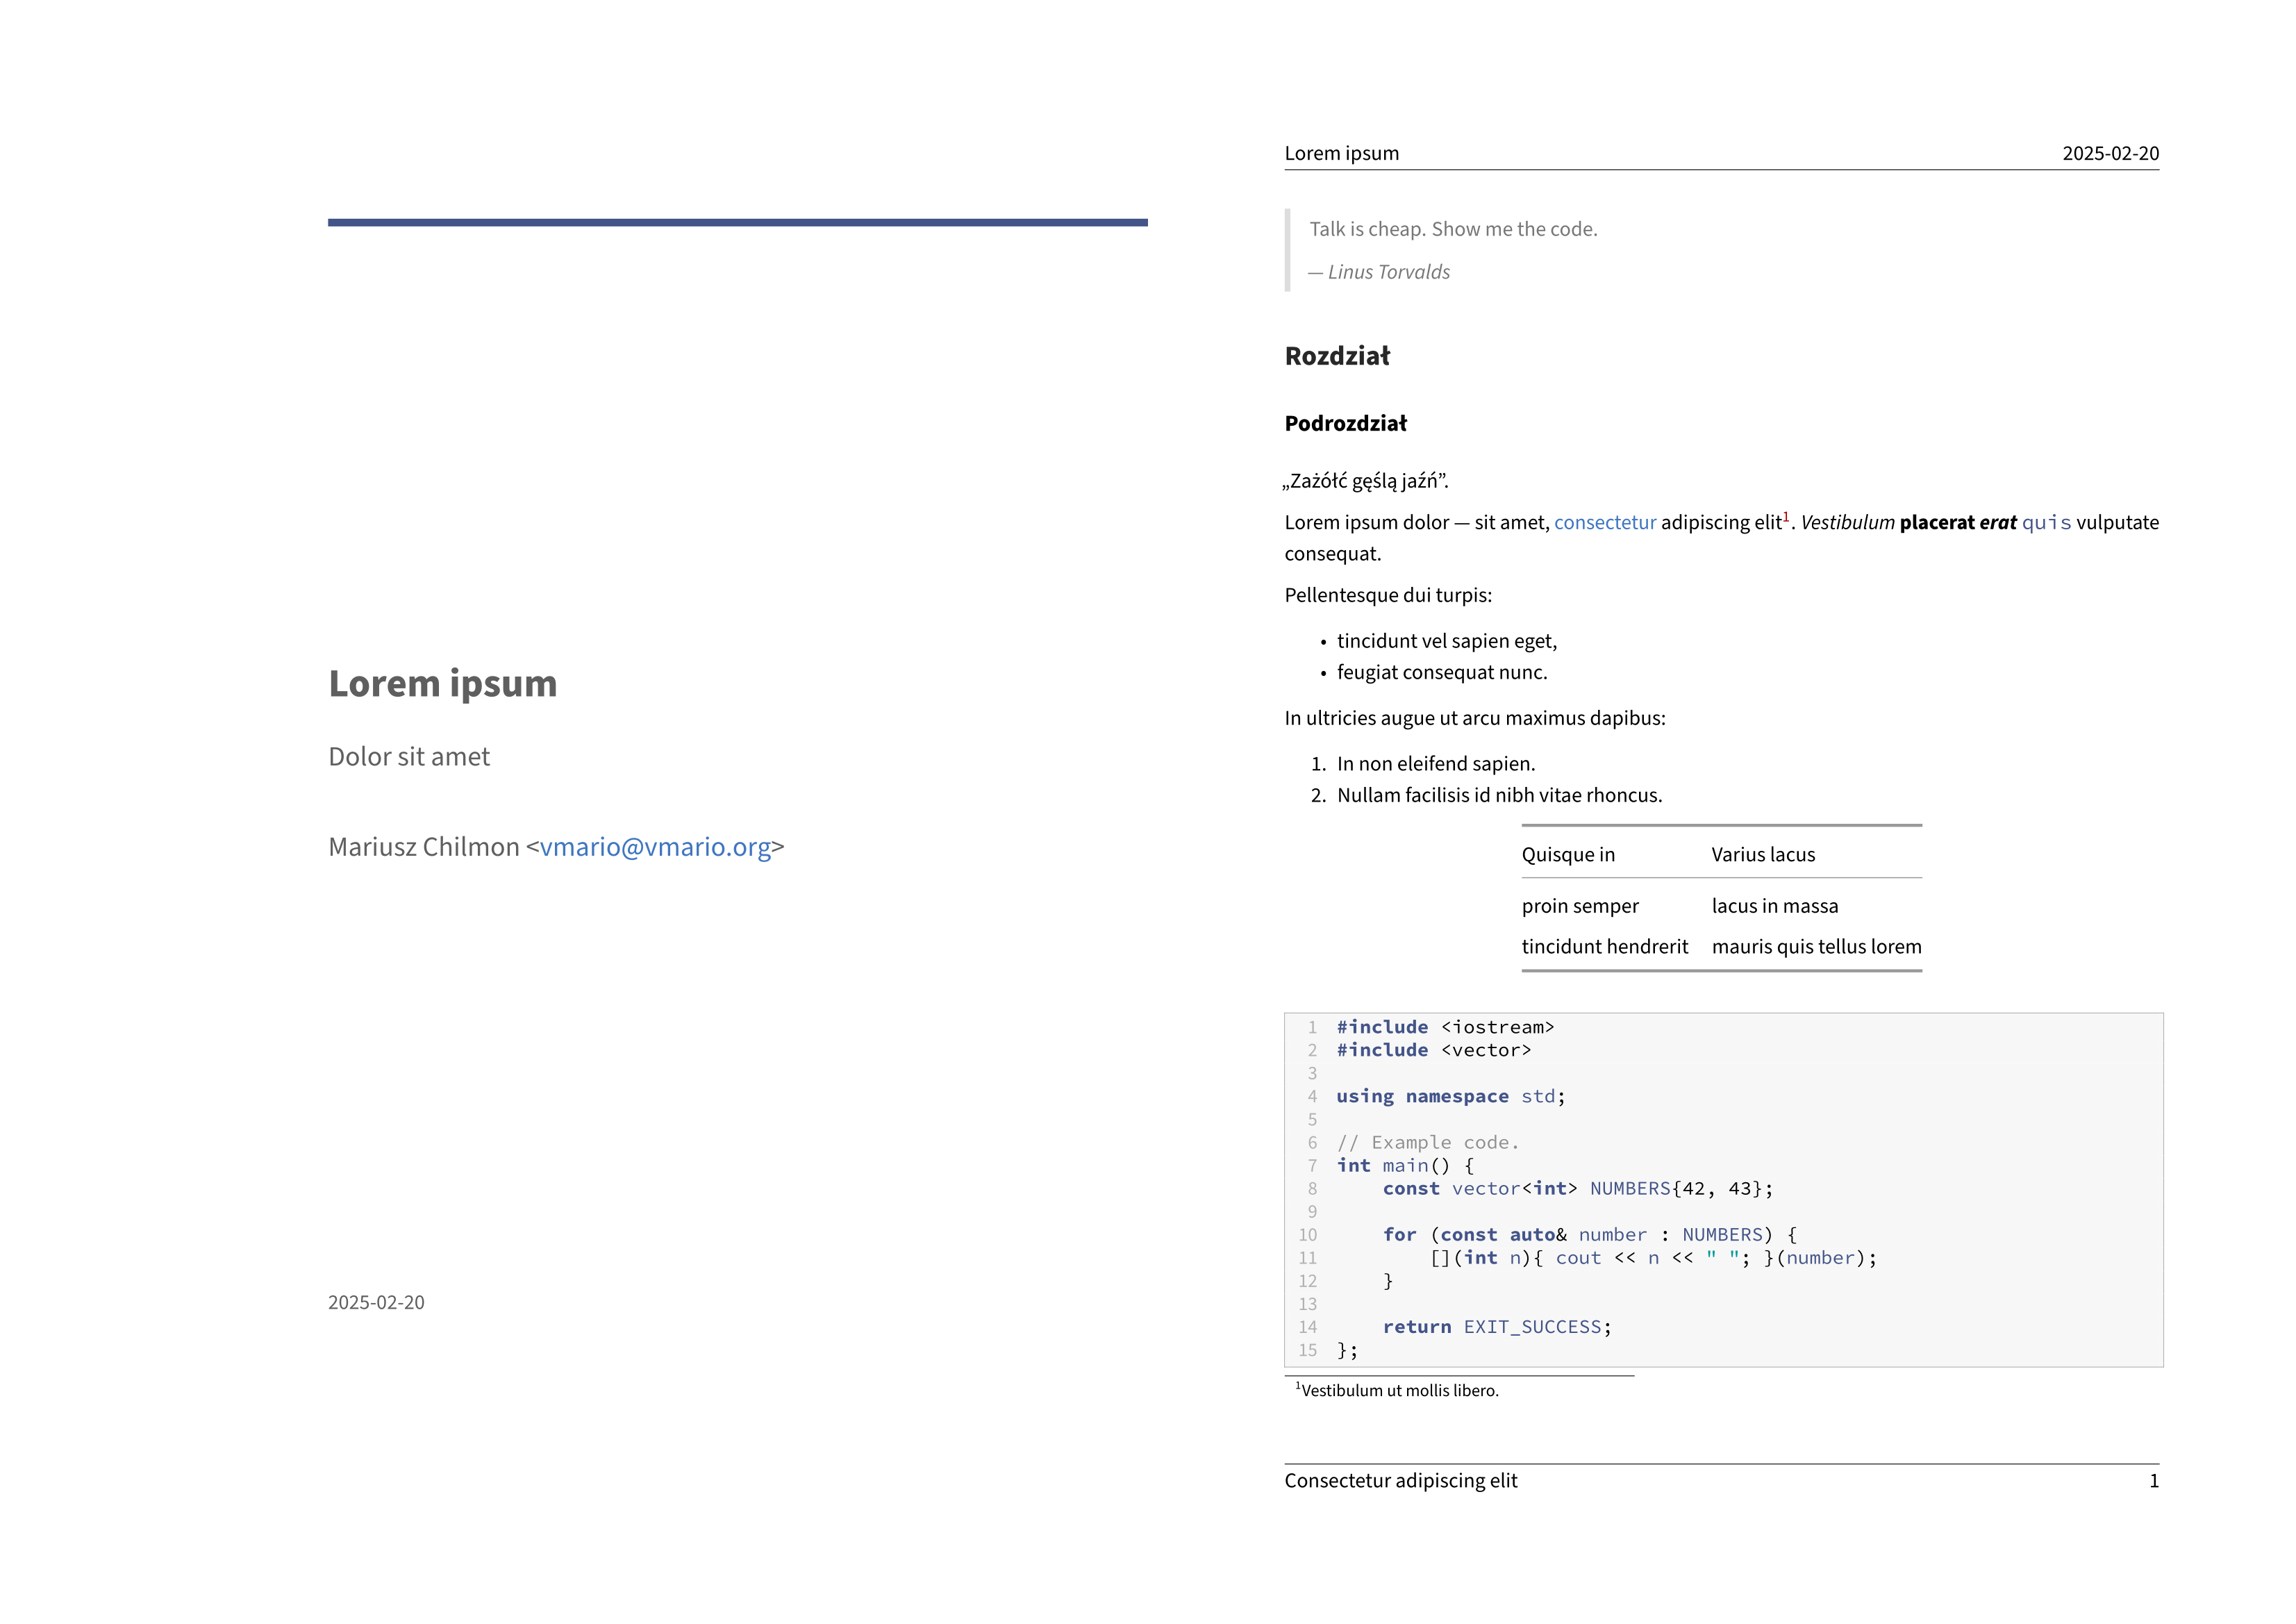 Lorem ipsum
Dolor sit amet
Mariusz Chilmon <vmario@vmario.org>
2025-02-20
Lorem ipsum 2025-02-20
Talk is cheap. Show me the code.
— Linus Torvalds
Rozdział
Podrozdział
„Zażółć gęślą jaźń”.
Lorem ipsum dolor — sit amet, consectetur adipiscing elit1. Vestibulum placerat erat quis vulputate
consequat.
Pellentesque dui turpis:
• tincidunt vel sapien eget,
• feugiat consequat nunc.
In ultricies augue ut arcu maximus dapibus:
1. In non eleifend sapien.
2. Nullam facilisis id nibh vitae rhoncus.
Quisque in Varius lacus
proin semper lacus in massa
tincidunt hendrerit mauris quis tellus lorem
1 #include <iostream>
2 #include <vector>
3
4 using namespace std;
5
6 // Example code.
7 int main() {
8     const vector<int> NUMBERS{42, 43};
9
10     for (const auto& number : NUMBERS) {
11         [](int n){ cout << n << " "; }(number);
12     }
13
14     return EXIT_SUCCESS;
15 };
1Vestibulum ut mollis libero.
Consectetur adipiscing elit 1